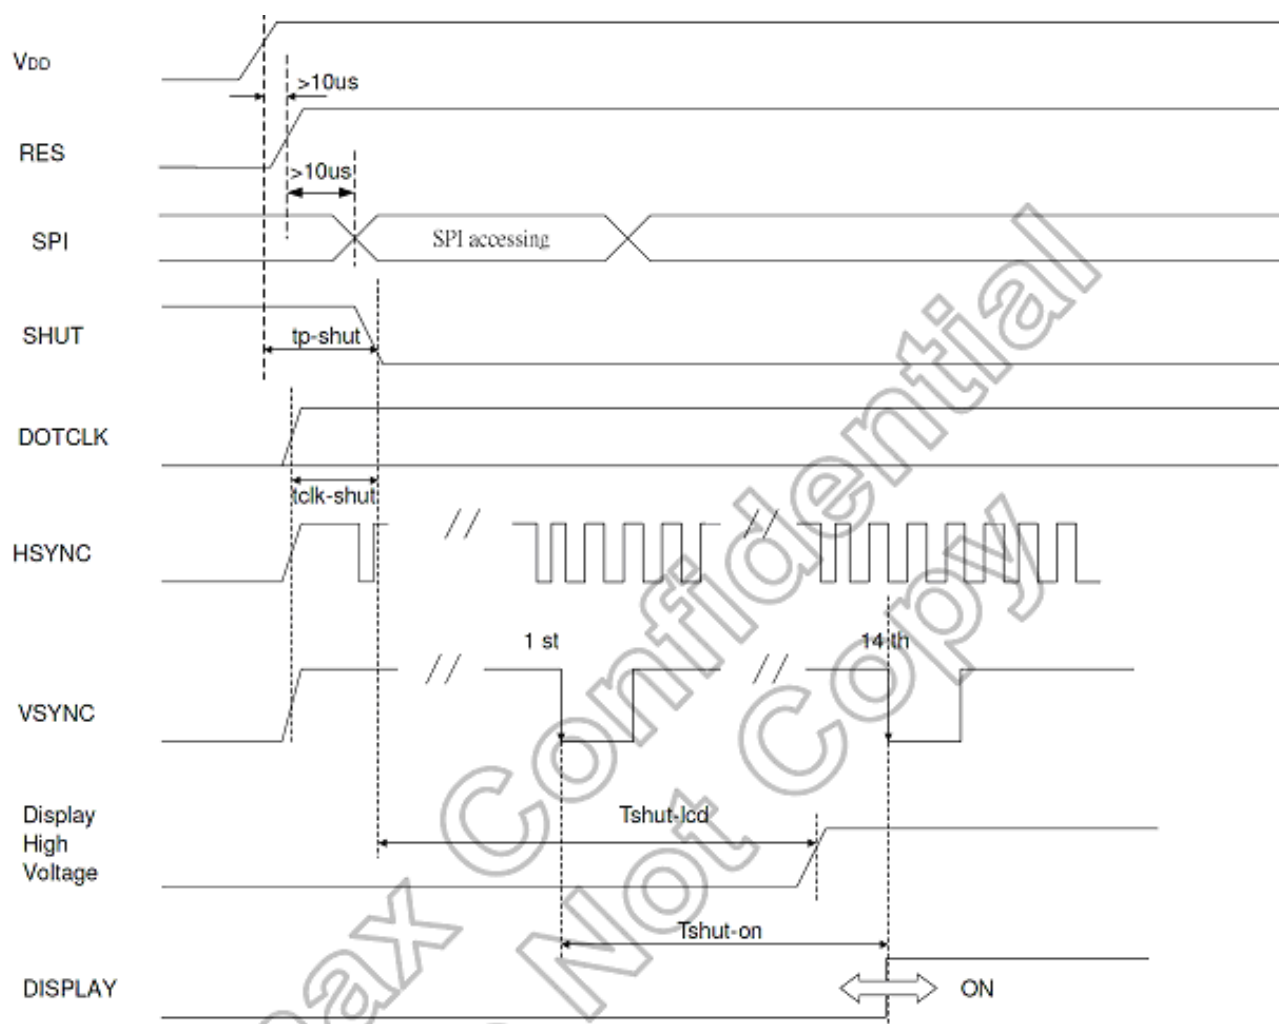 VDD
>10us
RES
>10us
SPI
SPI accessing
SHUT
tp-shut
DOTCLK
tclk-shut
HSYNC
1 st
14 th
VSYNC
Display
High
Voltage
Tshut-lcd
Tshut-on
DISPLAY
ON
Confidential
Not Copy